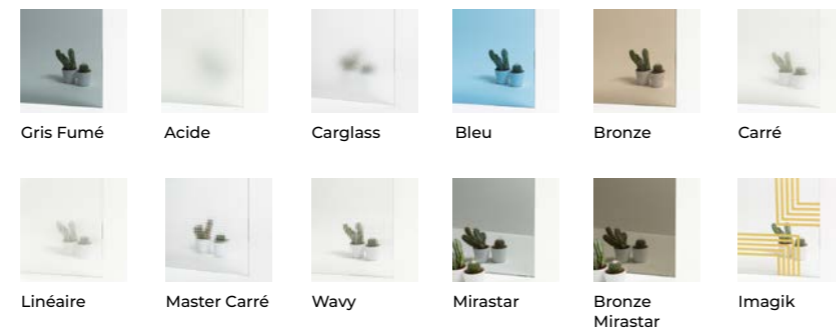 Gris Fumé
Acide
Carglass
Bleu
Bronze
Carré
Linéaire
Master Carré
Wavy
Mirastar
Bronze
Mirastar
Imagik